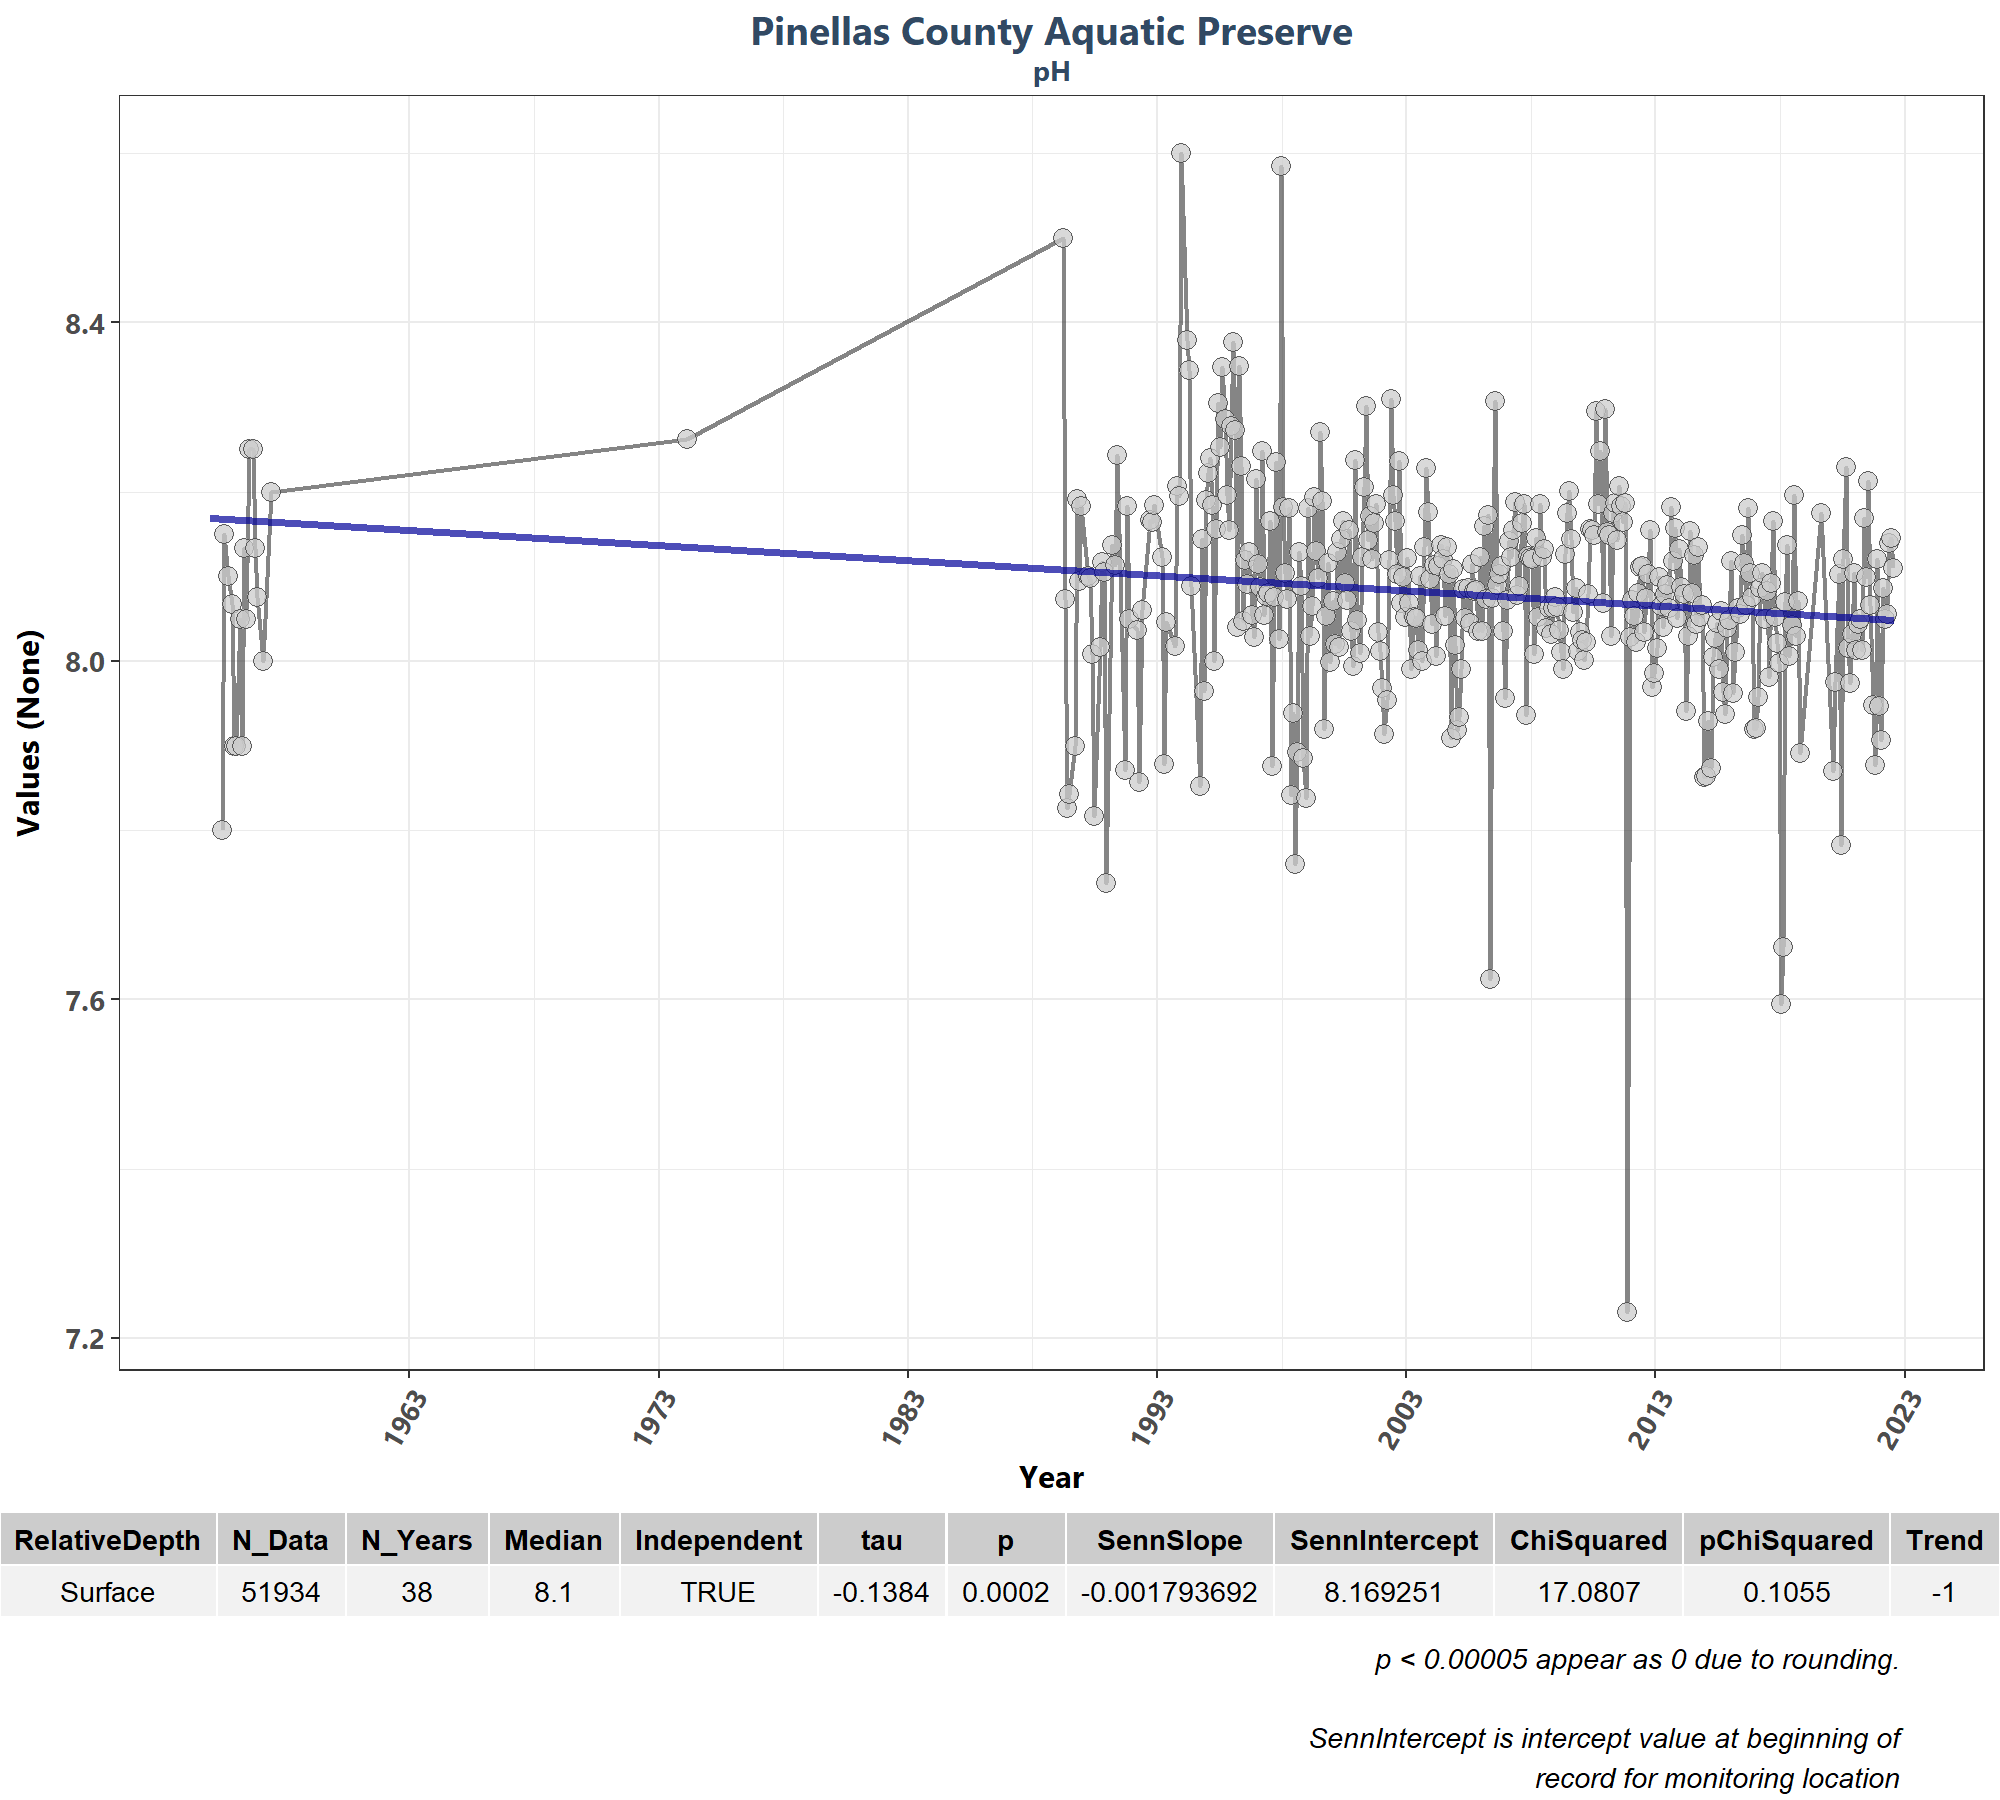 Pinellas County Aquatic Preserve
pH
Values (None)
8.4
8.0
7.6
7.2
1963 1973 1983 1993 2003 2013 2023
Year
RelativeDepth N_Data N_Years Median Independent tau p SennSlope SennIntercept ChiSquared pChiSquared Trend
Surface 51934 38 8.1 TRUE -0.1384 0.0002 -0.001793692 8.169251 17.0807 0.1055 -1
p < 0.00005 appear as 0 due to rounding.
SennIntercept is intercept value at beginning of
record for monitoring location